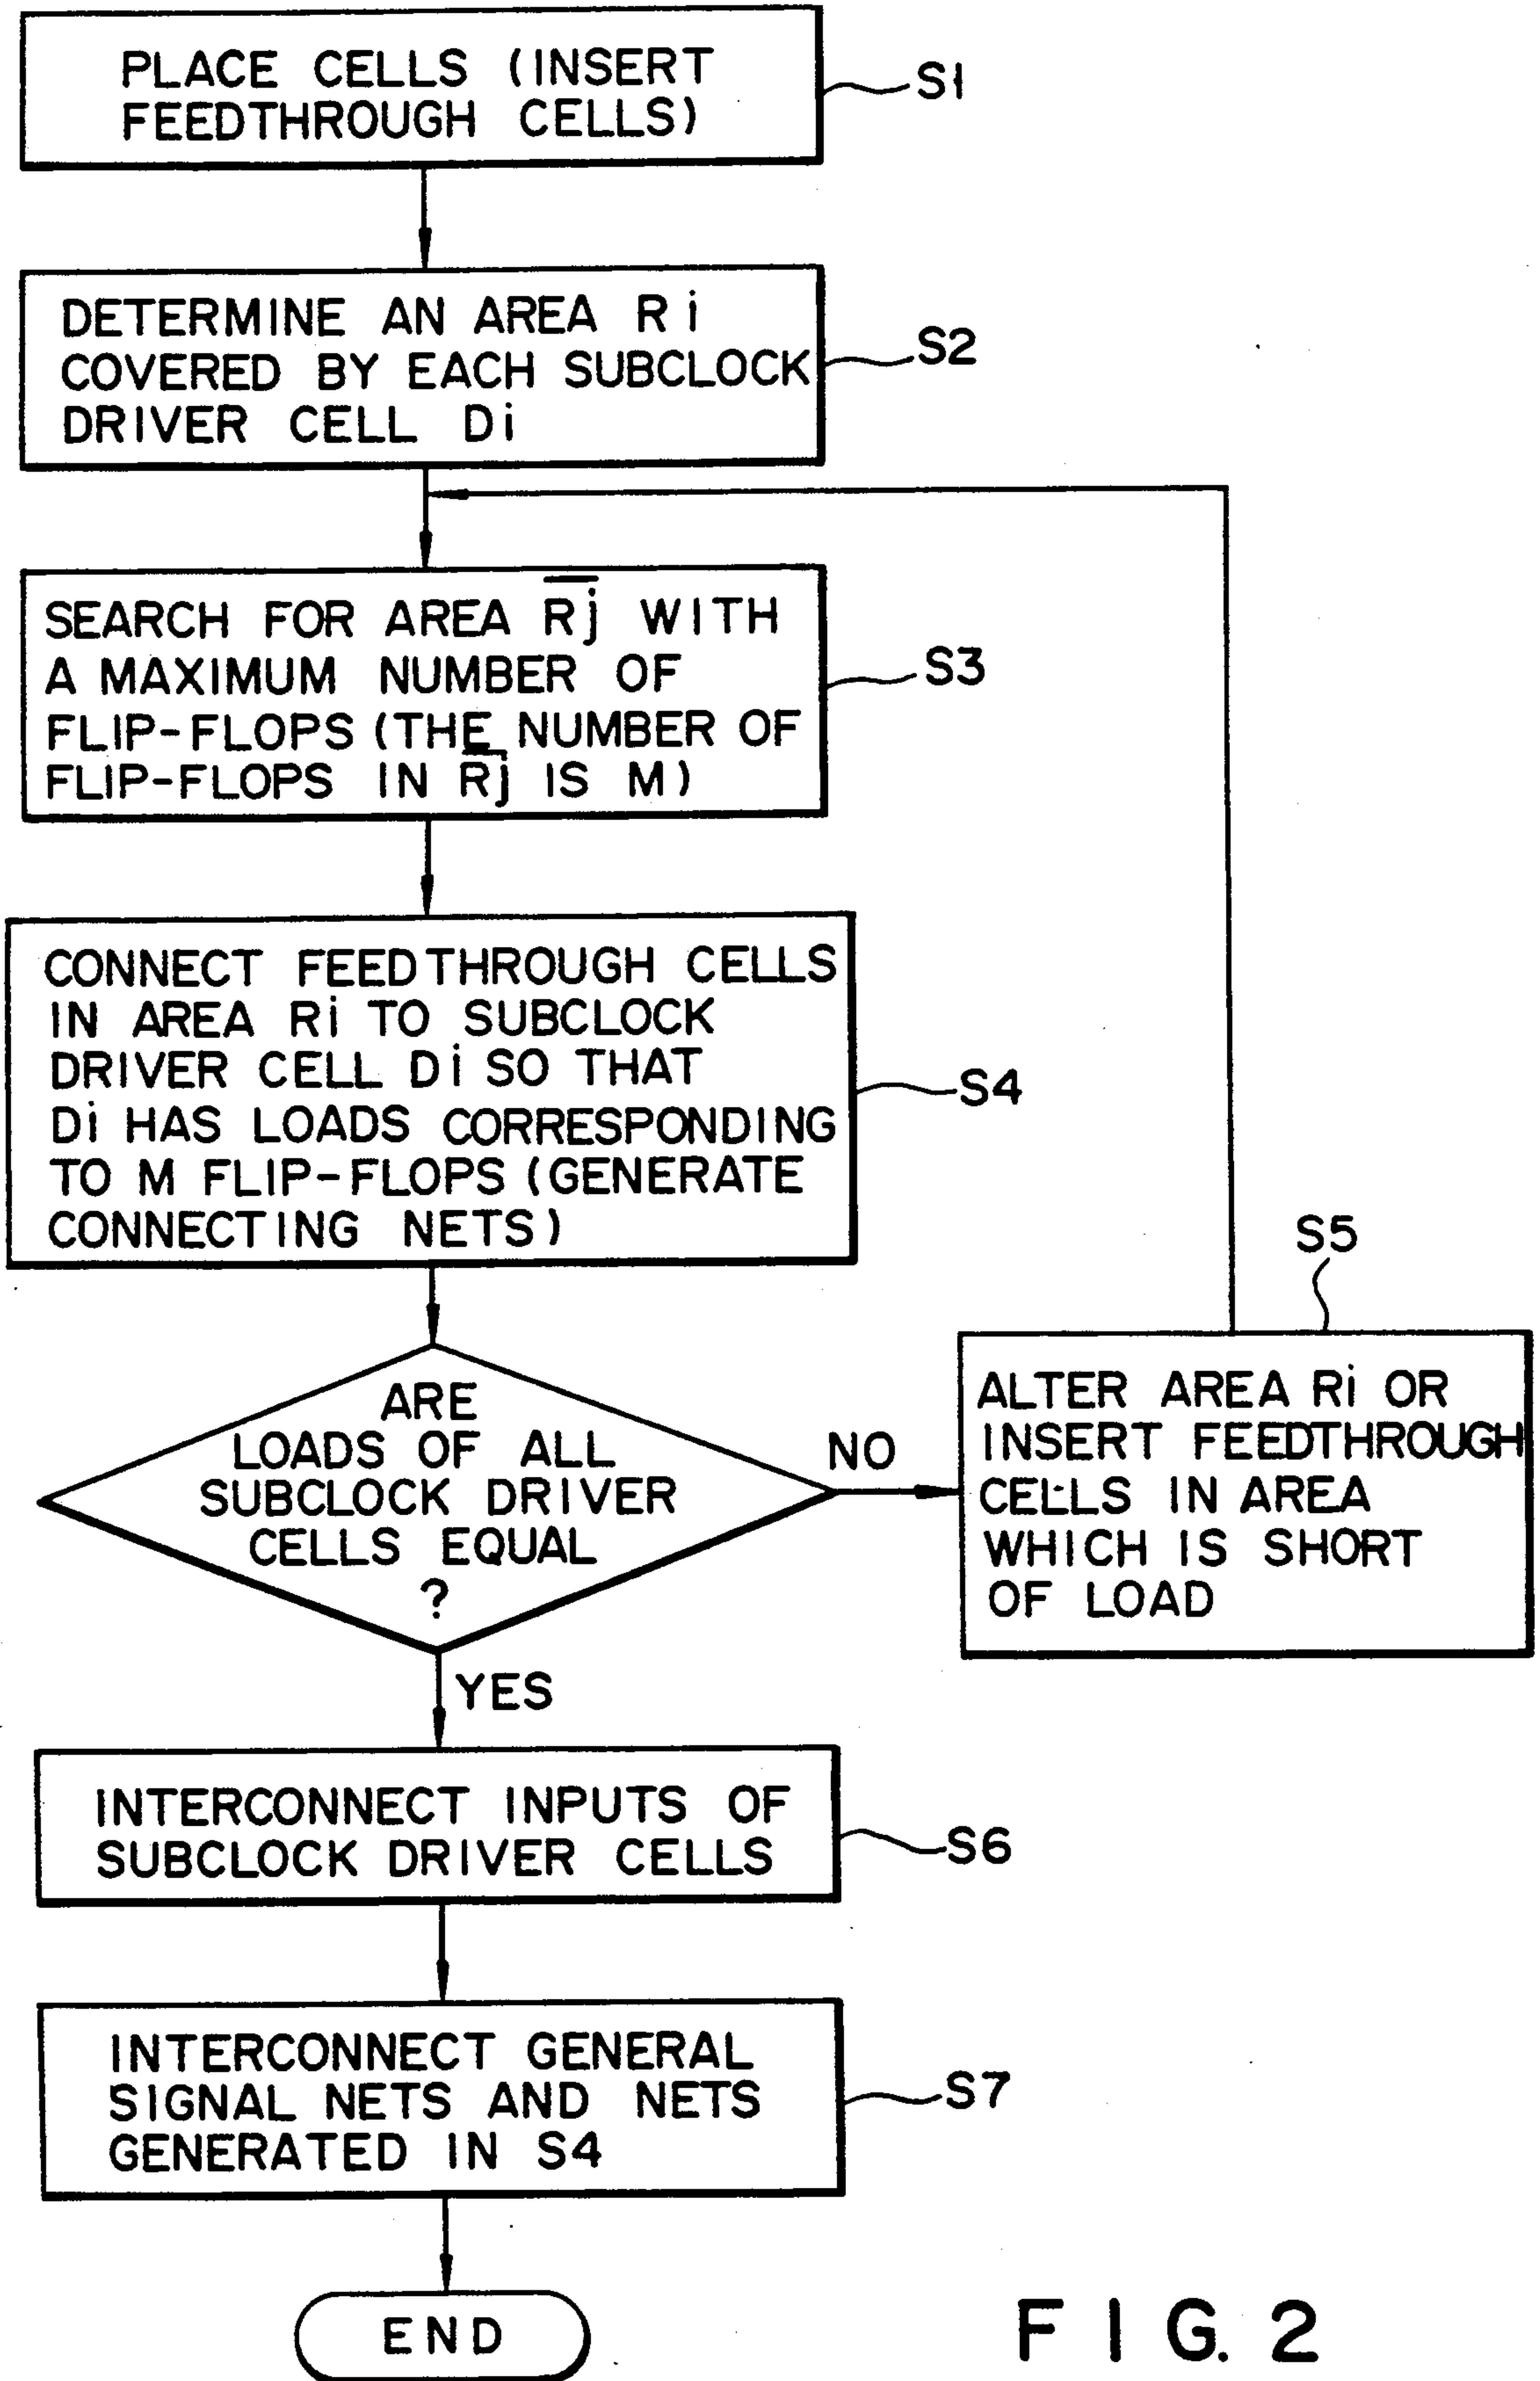 PLACE CELLS (INSERT
FEEDTHROUGH CELLS)
S1
DETERMINE AN AREA Ri
COVERED BY EACH SUBCLOCK
DRIVER CELL Di
S2
SEARCH FOR AREA R̅j̅ WITH
A MAXIMUM NUMBER OF
FLIP-FLOPS (THE NUMBER OF
FLIP-FLOPS IN R̅j̅ IS M)
S3
CONNECT FEEDTHROUGH CELLS
IN AREA Ri TO SUBCLOCK
DRIVER CELL Di SO THAT
Di HAS LOADS CORRESPONDING
TO M FLIP-FLOPS (GENERATE
CONNECTING NETS)
S4
ARE
LOADS OF ALL
SUBCLOCK DRIVER
CELLS EQUAL
?
NO
S5
ALTER AREA Ri OR
INSERT FEEDTHROUGH
CELLS IN AREA
WHICH IS SHORT
OF LOAD
YES
INTERCONNECT INPUTS OF
SUBCLOCK DRIVER CELLS
S6
INTERCONNECT GENERAL
SIGNAL NETS AND NETS
GENERATED IN S4
S7
END
FIG. 2